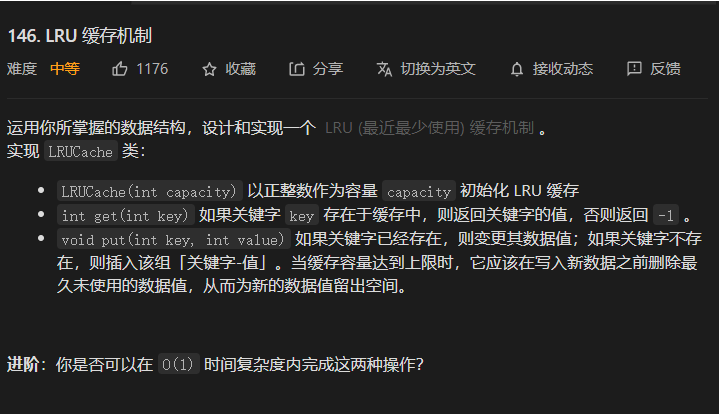 146. LRU 缓存机制
难度 中等 1176 收藏 分享 切换为英文 接收动态 反馈
运用你所掌握的数据结构，设计和实现一个 LRU (最近最少使用) 缓存机制 。
实现 LRUCache 类：
LRUCache(int capacity) 以正整数作为容量 capacity 初始化 LRU 缓存
int get(int key) 如果关键字 key 存在于缓存中，则返回关键字的值，否则返回 -1 。
void put(int key, int value) 如果关键字已经存在，则变更其数据值；如果关键字不存
在，则插入该组「关键字-值」。当缓存容量达到上限时，它应该在写入新数据之前删除最
久未使用的数据值，从而为新的数据值留出空间。
进阶：你是否可以在 O(1) 时间复杂度内完成这两种操作？